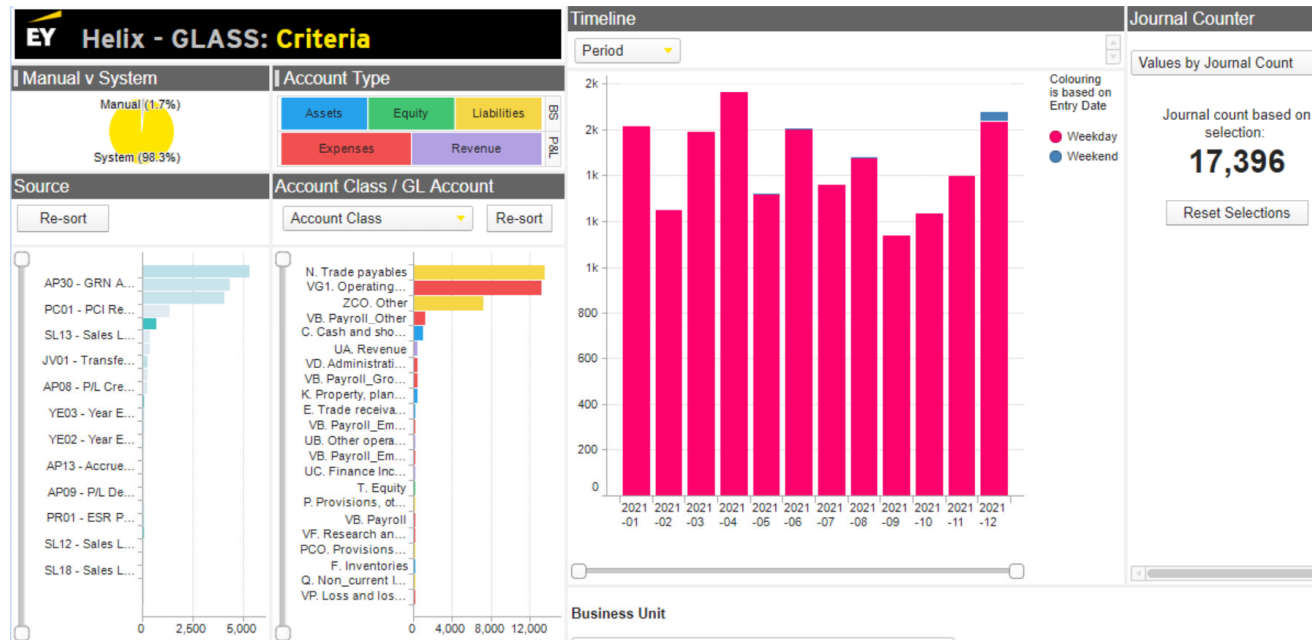 EY Helix - GLASS: Criteria
Manual v System
Manual (1.7%)
System (98.3%)
Account Type
Assets
Equity
Liabilities
BS
Expenses
Revenue
P&L
Source
Re-sort
Account Class / GL Account
Account Class
Re-sort
AP30 - GRN A...
PC01 - PCI Re...
SL13 - Sales L...
JV01 - Transfe...
AP08 - P/L Cre...
YE03 - Year E...
YE02 - Year E...
AP13 - Accrue...
AP09 - P/L De...
PR01 - ESR P...
SL12 - Sales L...
SL18 - Sales L...
0 2,500 5,000
N. Trade payables
VG1. Operating...
ZCO. Other
VB. Payroll_Other
C. Cash and sho...
UA. Revenue
VD. Administrati...
VB. Payroll_Gro...
K. Property, plan...
E. Trade receiva...
VB. Payroll_Em...
UB. Other opera...
VB. Payroll_Em...
UC. Finance Inc...
T. Equity
P. Provisions, ot...
VB. Payroll
VF. Research an...
PCO. Provisions...
F. Inventories
Q. Non_current l...
VP. Loss and los...
0 4,000 8,000 12,000
Timeline
Period
2k
2k
1k
1k
1k
800
600
400
200
0
2021 2021 2021 2021 2021 2021 2021 2021 2021 2021 2021 2021
-01 -02 -03 -04 -05 -06 -07 -08 -09 -10 -11 -12
Colouring
is based on
Entry Date
Weekday
Weekend
Business Unit
Journal Counter
Values by Journal Count
Journal count based on
selection:
17,396
Reset Selections